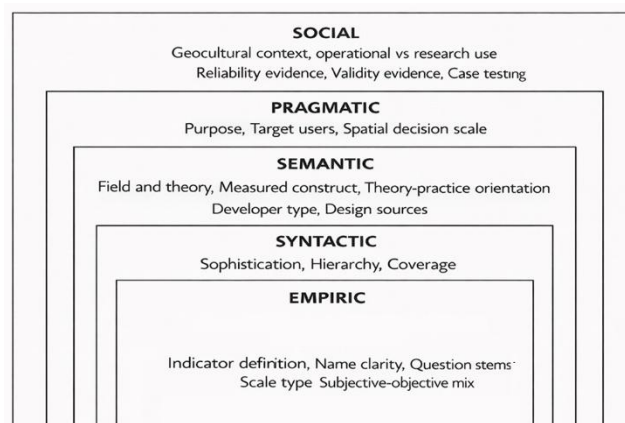 SOCIAL
Geocultural context, operational vs research use
Reliability evidence, Validity evidence, Case testing
PRAGMATIC
Purpose, Target users, Spatial decision scale
SEMANTIC
Field and theory, Measured construct, Theory-practice orientation
Developer type, Design sources
SYNTACTIC
Sophistication, Hierarchy, Coverage
EMPIRIC
Indicator definition, Name clarity, Question stems
Scale type Subjective-objective mix